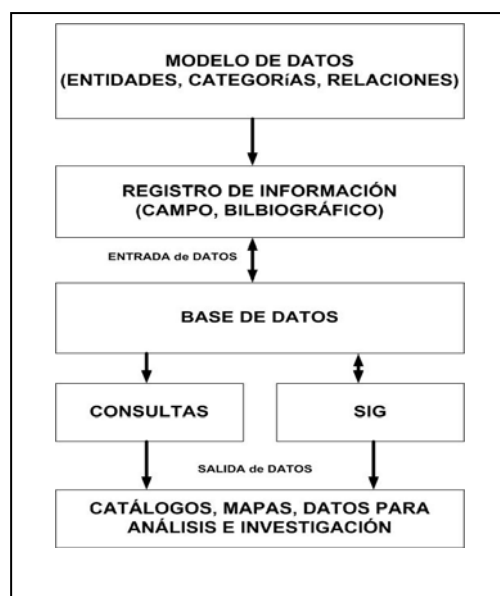 MODELO DE DATOS
(ENTIDADES, CATEGORíAS, RELACIONES)
REGISTRO DE INFORMACIÓN
(CAMPO, BILBIOGRÁFICO)
ENTRADA de DATOS
BASE DE DATOS
CONSULTAS
SIG
SALIDA de DATOS
CATÁLOGOS, MAPAS, DATOS PARA
ANÁLISIS E INVESTIGACIÓN